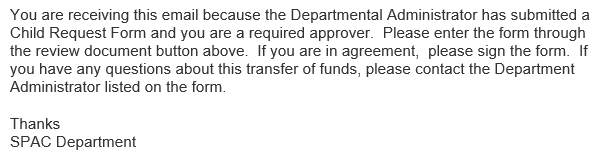 You are receiving this email because the Departmental Administrator has submitted a
Child Request Form and you are a required approver.  Please enter the form through
the review document button above.  If you are in agreement,  please sign the form.  If
you have any questions about this transfer of funds, please contact the Department
Administrator listed on the form.

Thanks
SPAC Department